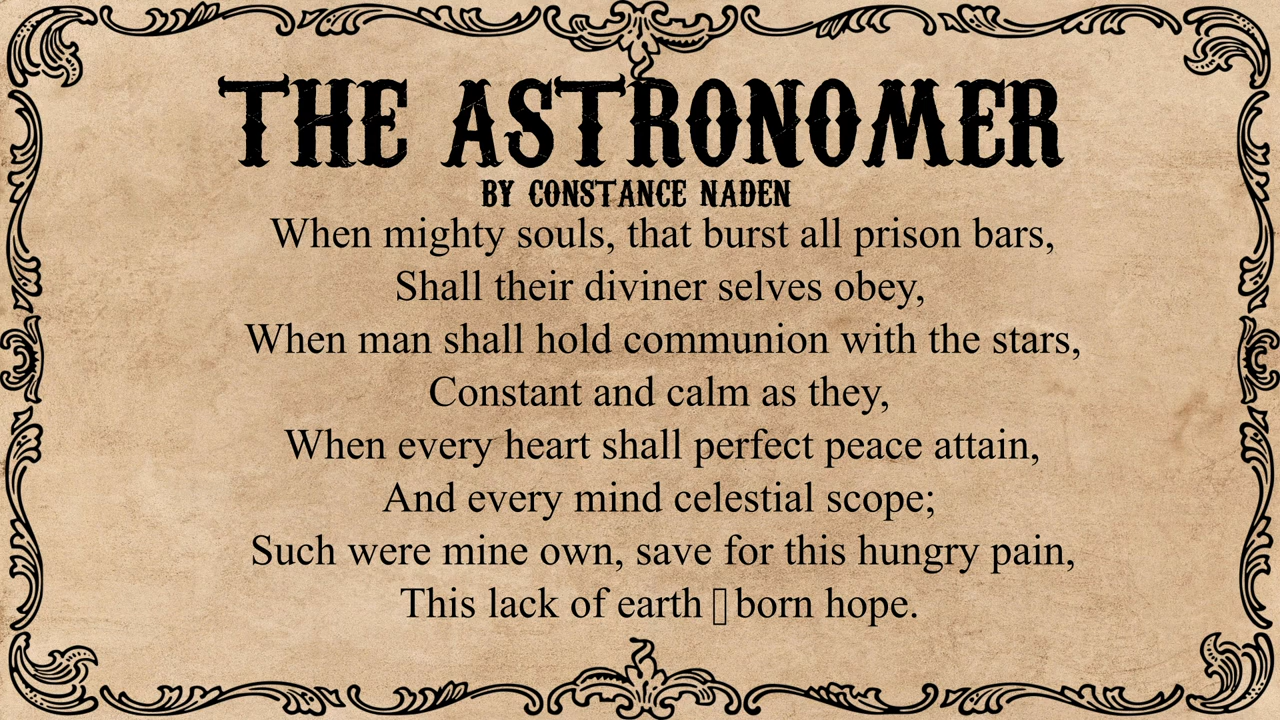 THE ASTRONOMER
BY CONSTANCE NADEN
When mighty souls, that burst all prison bars,
Shall their diviner selves obey,
When man shall hold communion with the stars,
Constant and calm as they,
When every heart shall perfect peace attain,
And every mind celestial scope;
Such were mine own, save for this hungry pain,
This lack of earth▯born hope.